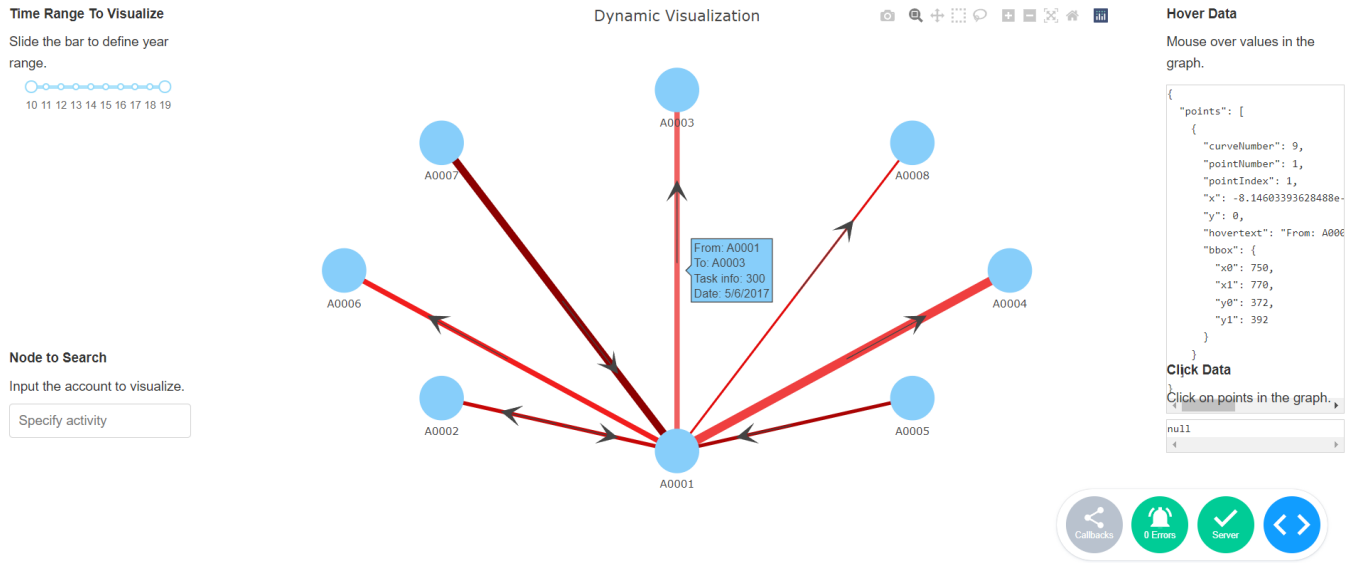 Time Range To Visualize
Slide the bar to define year
range.
10 11 12 13 14 15 16 17 18 19
Node to Search
Input the account to visualize.
Specify activity
Dynamic Visualization
A0003
A0007
A0008
From: A0001
To: A0003
Task info: 300
Date: 5/6/2017
A0006
A0004
A0002
A0005
A0001
Hover Data
Mouse over values in the
graph.
{
"points": [
{
"curveNumber": 9,
"pointNumber": 1,
"pointIndex": 1,
"x": -8.14603393628488e-
"y": 0,
"hovertext": "From: A000
"bbox": {
"x0": 750,
"x1": 770,
"y0": 372,
"y1": 392
}
}
Click Data
}
Click on points in the graph.
null
Callbacks
0 Errors
Server